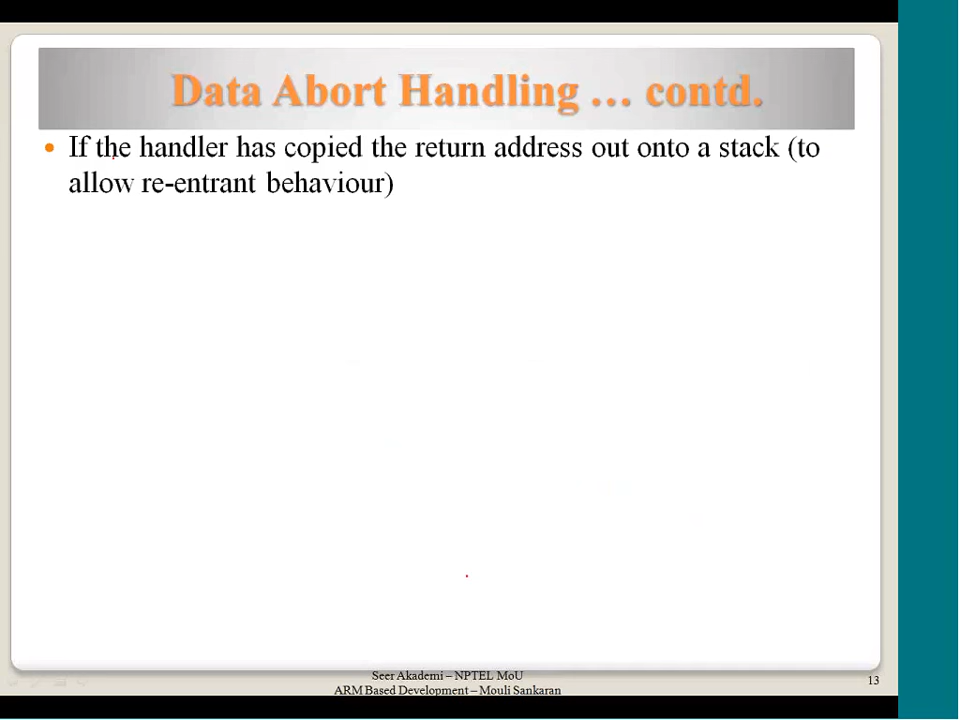 Data Abort Handling … contd.
If the handler has copied the return address out onto a stack (to
allow re-entrant behaviour)
Seer Akademi – NPTEL MoU
ARM Based Development – Mouli Sankaran
13